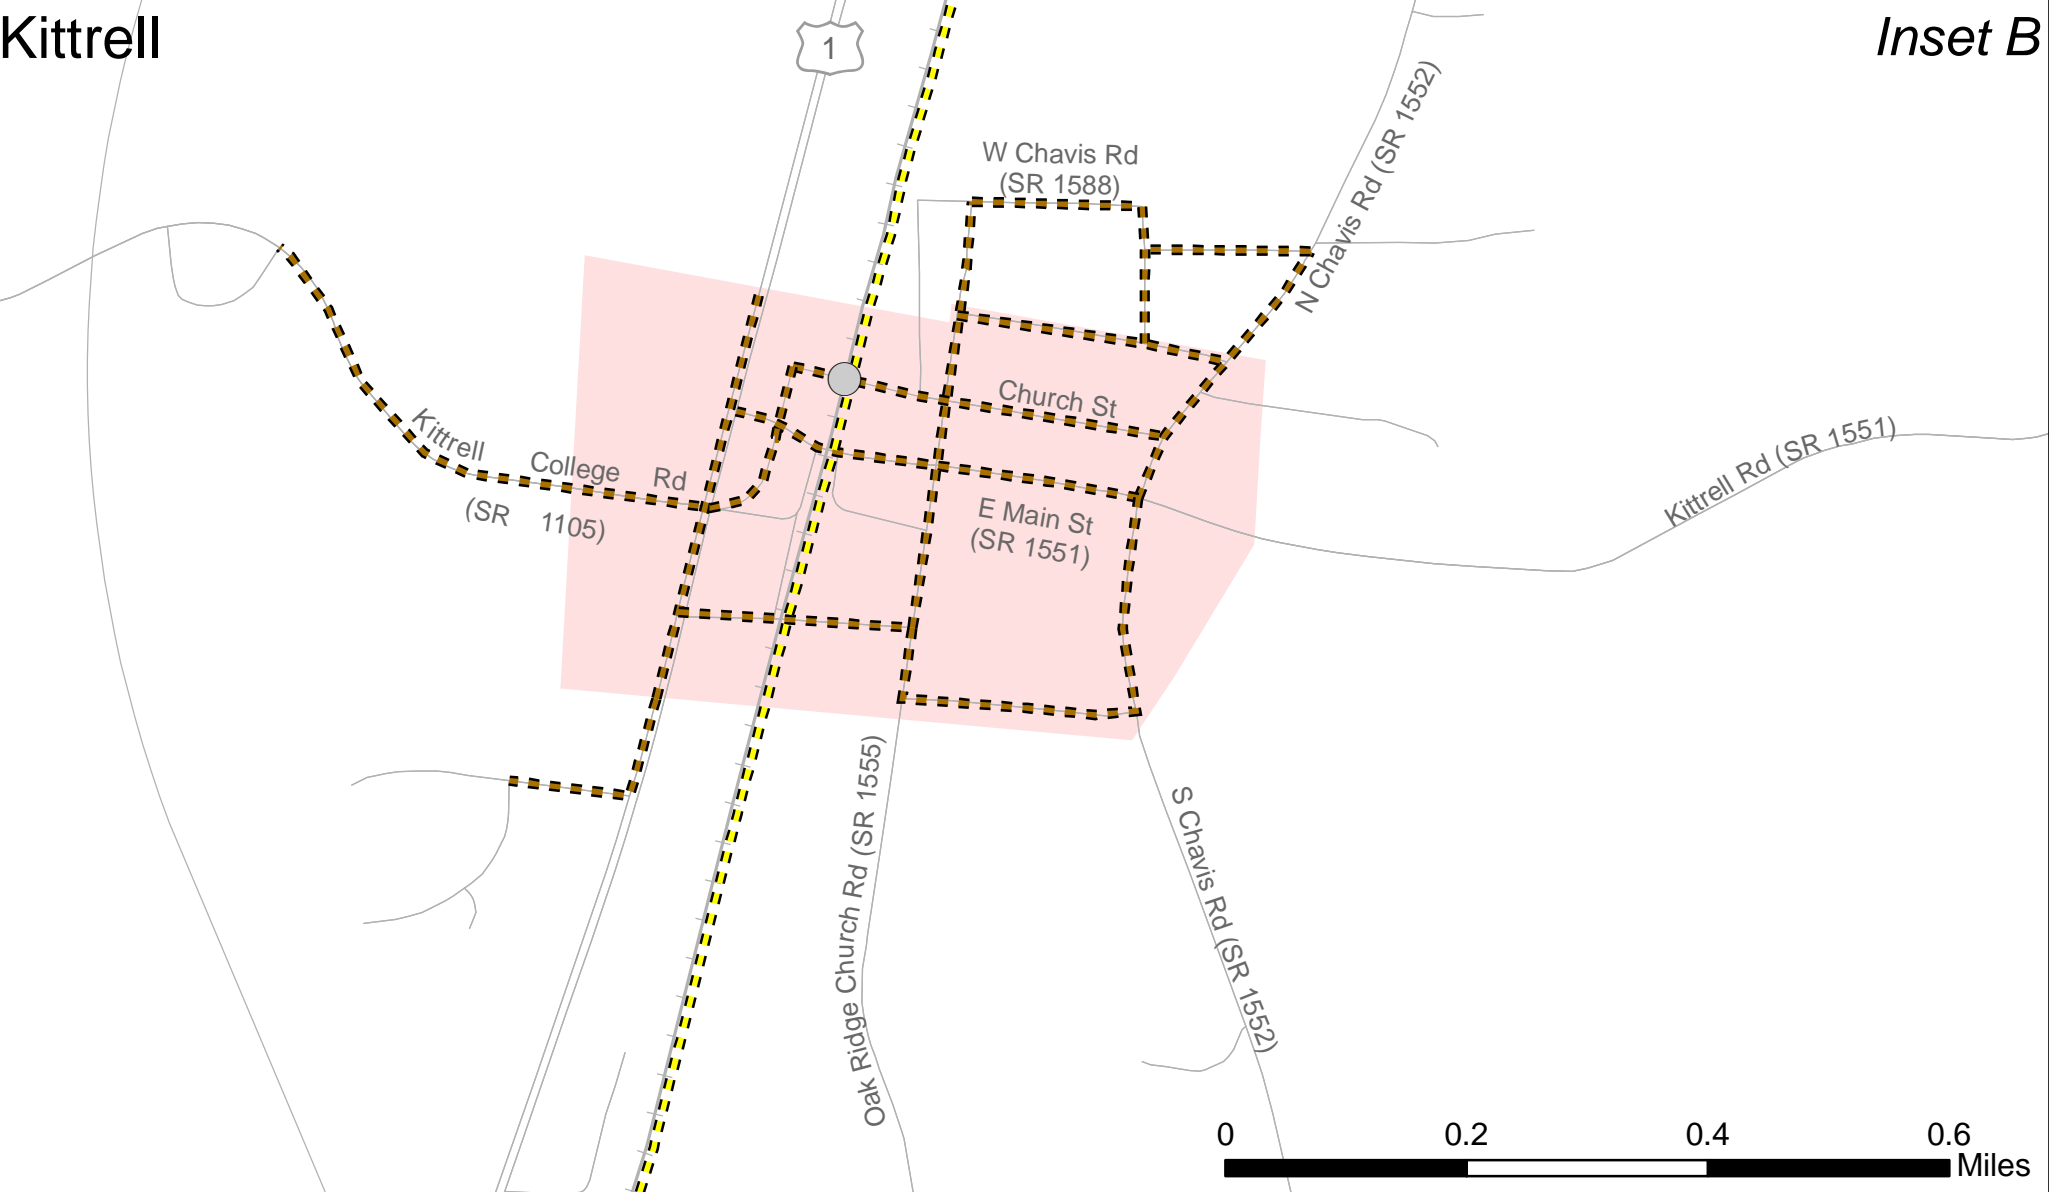 Kittrell
Inset B
1
W Chavis Rd
(SR 1588)
N Chavis Rd (SR 1552)
Church St
Kittrell College Rd
(SR 1105)
E Main St
(SR 1551)
Kittrell Rd (SR 1551)
Oak Ridge Church Rd (SR 1555)
S Chavis Rd (SR 1552)
0 0.2 0.4 0.6
Miles